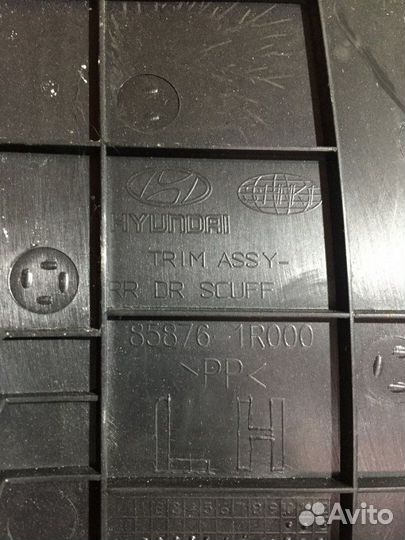 HYUNDAI
TRIM ASSY-
RR DR SCUFF
85876 1R000
>PP<
LH
Avito